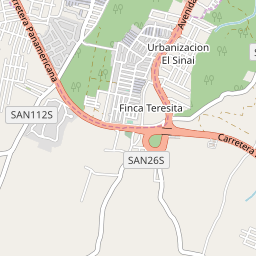 Carretera Panamericana
Avenida
Urbanizacion
El Sinai
Finca Teresita
SAN112S
Carretera
SAN26S